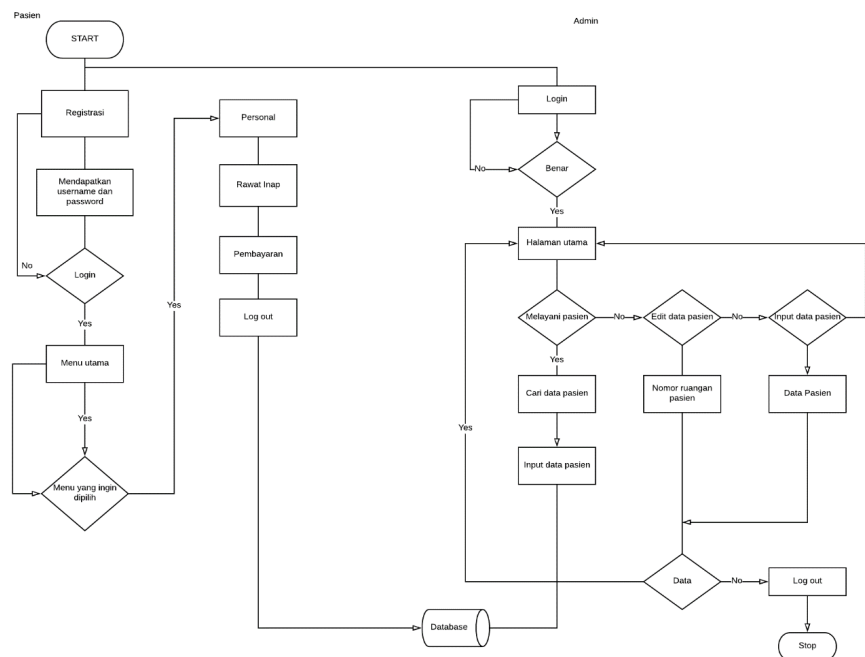 Pasien
START
Registrasi
Mendapatkan
username dan
password
No
Login
Yes
Menu utama
Yes
Menu yang ingin
dipilih
Yes
Personal
Rawat Inap
Pembayaran
Log out
Database
Admin
Login
No
Benar
Yes
Halaman utama
Melayani pasien
No
Edit data pasien
No
Input data pasien
Yes
Cari data pasien
Nomor ruangan
pasien
Data Pasien
Yes
Input data pasien
Data
No
Log out
Stop